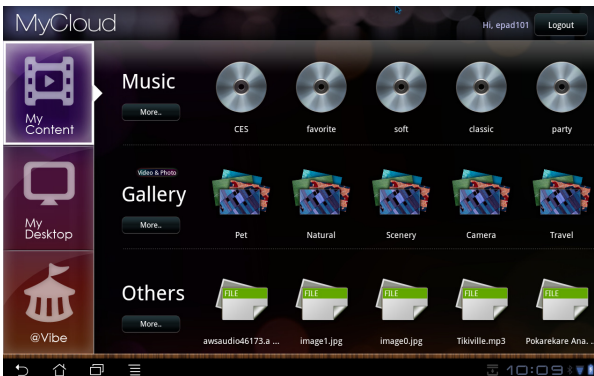 MyCloud
Hi, epad101 Logout
My
Content
Music
More..
CES favorite soft classic party
My
Desktop
Video & Photo
Gallery
More..
Pet Natural Scenery Camera Travel
@Vibe
Others
More..
FILE FILE FILE FILE FILE
awsaudio46173.a ... image1.jpg image0.jpg Tikiville.mp3 Pokarekare Ana. ..
10:09